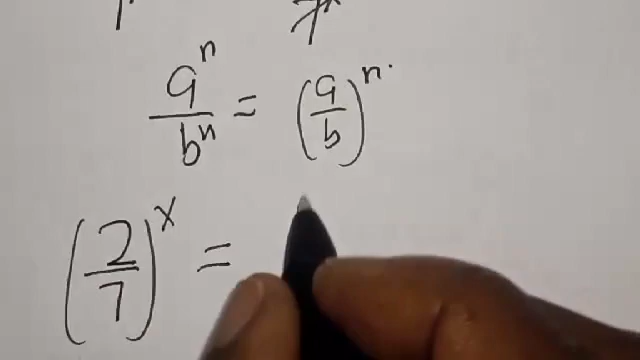 a^n / b^n = (a/b)^n.
(2/7)^x =